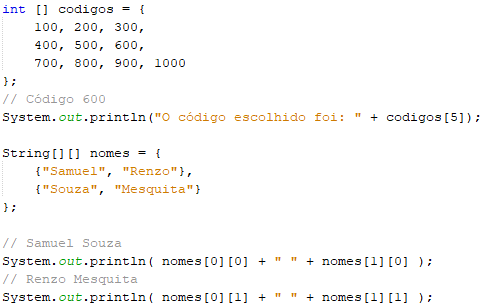 int [] codigos = {
    100, 200, 300,
    400, 500, 600,
    700, 800, 900, 1000
};
// Código 600
System.out.println("O código escolhido foi: " + codigos[5]);

String[][] nomes = {
    {"Samuel", "Renzo"},
    {"Souza", "Mesquita"}
};

// Samuel Souza
System.out.println( nomes[0][0] + " " + nomes[1][0] );
// Renzo Mesquita
System.out.println( nomes[0][1] + " " + nomes[1][1] );